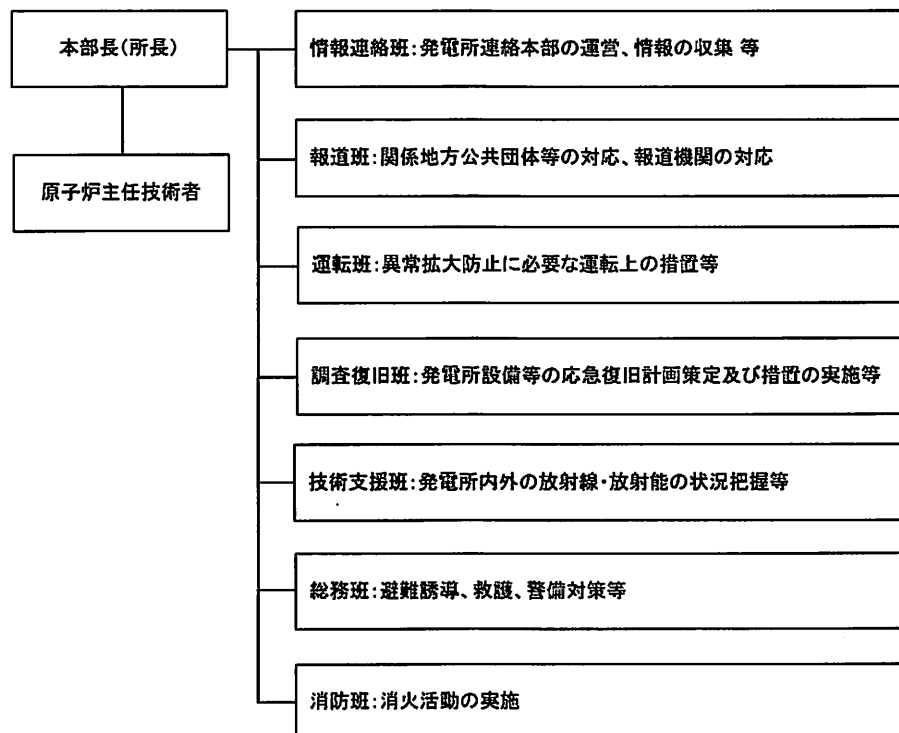 本部長(所長)
原子炉主任技術者
情報連絡班:発電所連絡本部の運営、情報の収集 等
報道班:関係地方公共団体等の対応、報道機関の対応
運転班:異常拡大防止に必要な運転上の措置等
調査復旧班:発電所設備等の応急復旧計画策定及び措置の実施等
技術支援班:発電所内外の放射線・放射能の状況把握等
総務班:避難誘導、救護、警備対策等
消防班:消火活動の実施